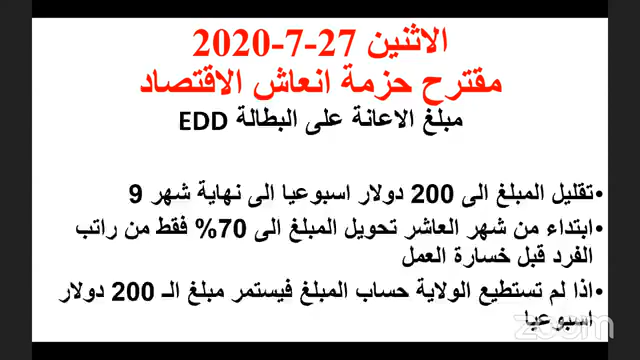 الاثنين 27-7-2020
مقترح حزمة انعاش الاقتصاد
مبلغ الاعانة على البطالة EDD
•تقليل المبلغ الى 200 دولار اسبوعيا الى نهاية شهر 9
•ابتداء من شهر العاشر تحويل المبلغ الى 70% فقط من راتب
الفرد قبل خسارة العمل
•اذا لم تستطيع الولاية حساب المبلغ فيستمر مبلغ الـ 200 دولار
اسبوعيا
zoom